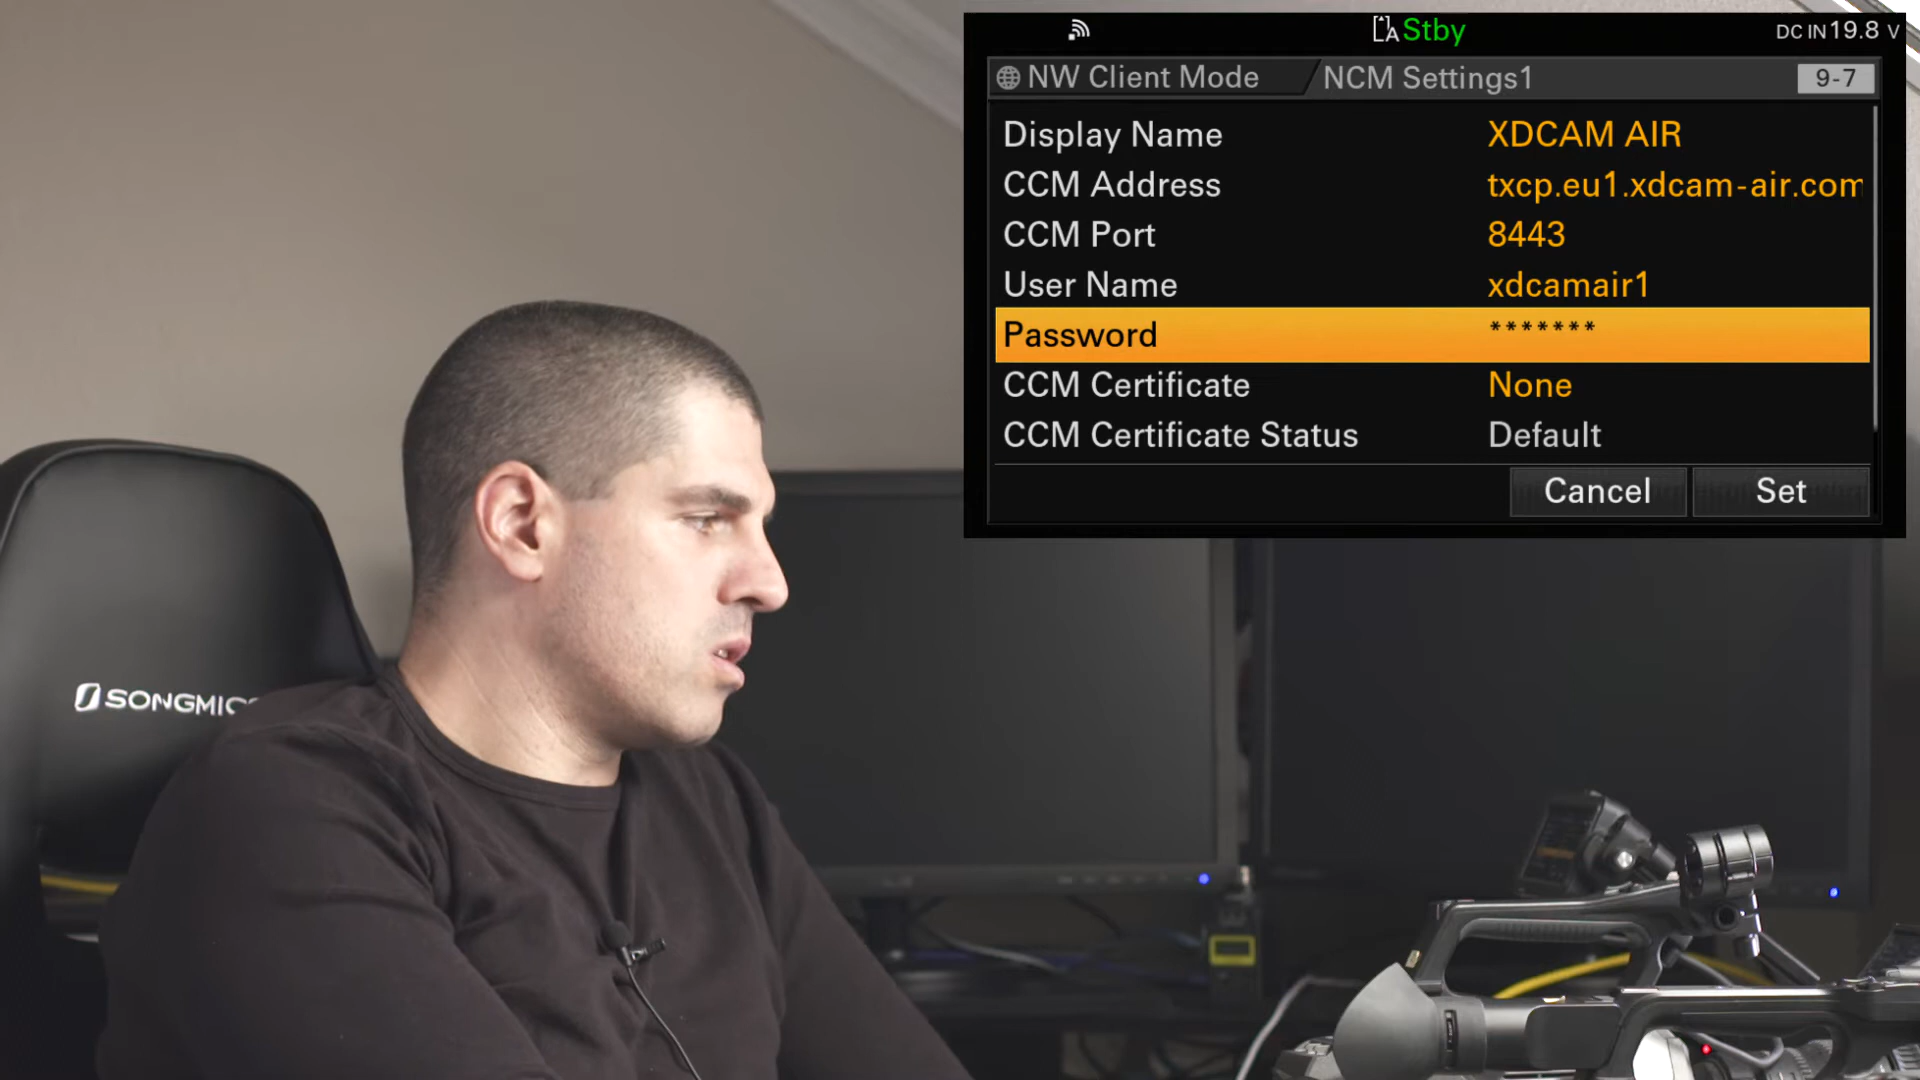 Stby
DC IN 19.8 V
NW Client Mode
NCM Settings1
9-7
Display Name
XDCAM AIR
CCM Address
txcp.eu1.xdcam-air.com
CCM Port
8443
User Name
xdcamair1
Password
*******
CCM Certificate
None
CCM Certificate Status
Default
Cancel
Set
SONGMICS